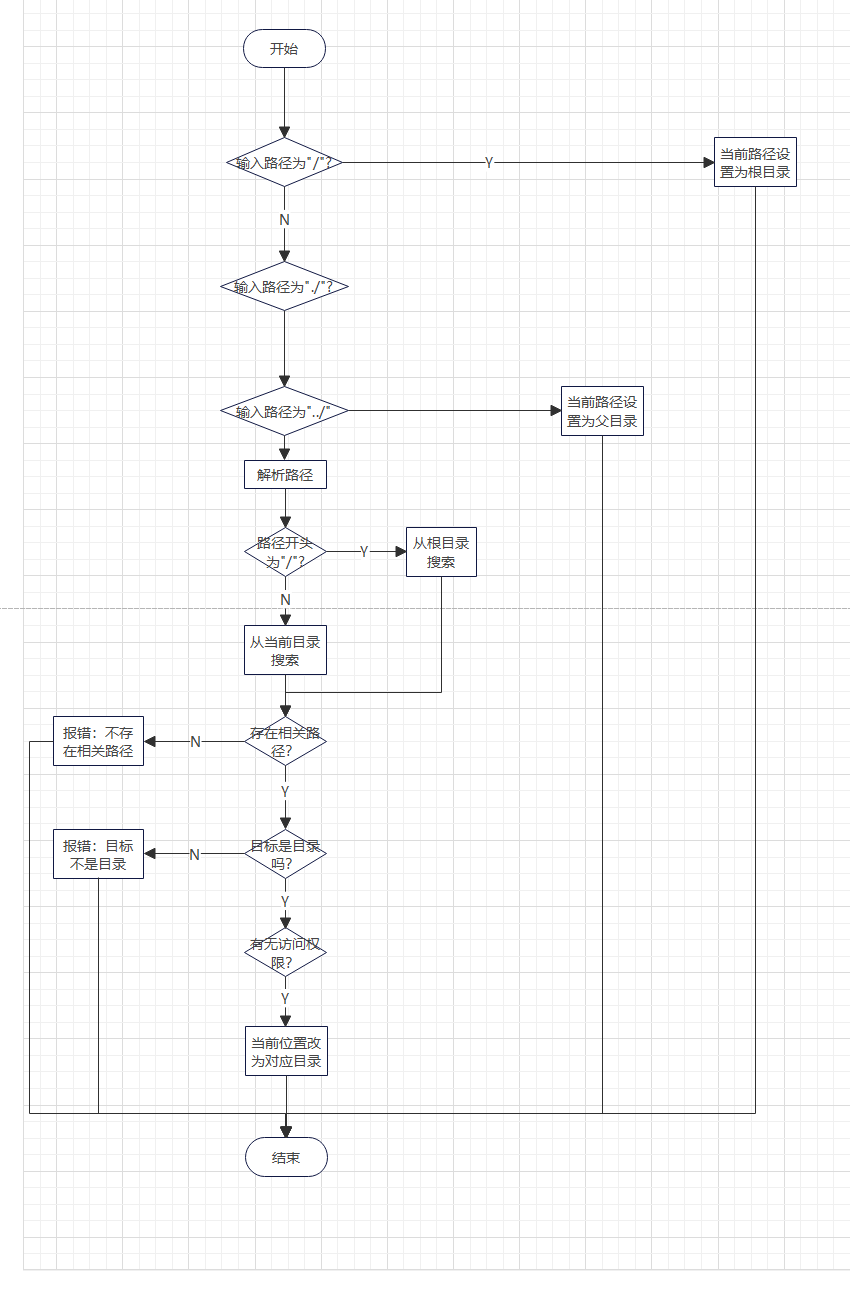 开始
输入路径为"/"?
Y
当前路径设
置为根目录
N
输入路径为"./"?
输入路径为"../"
当前路径设
置为父目录
解析路径
路径开头
为"/"?
Y
从根目录
搜索
N
从当前目录
搜索
存在相关路
径?
N
报错：不存
在相关路径
Y
目标是目录
吗?
N
报错：目标
不是目录
Y
有无访问权
限?
Y
当前位置改
为对应目录
结束